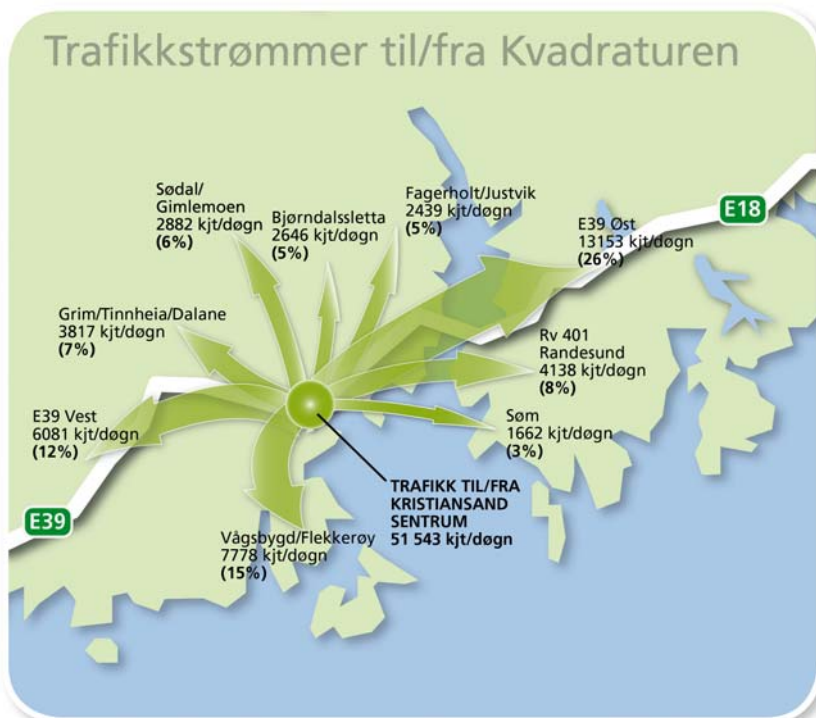 Trafikkstrømmer til/fra Kvadraturen
Sødal/
Gimlemoen
2882 kjt/døgn
(6%)
Bjørndalssletta
2646 kjt/døgn
(5%)
Fagerholt/Justvik
2439 kjt/døgn
(5%)
E39 Øst
13153 kjt/døgn
(26%)
E18
Grim/Tinnheia/Dalane
3817 kjt/døgn
(7%)
Rv 401
Randesund
4138 kjt/døgn
(8%)
E39 Vest
6081 kjt/døgn
(12%)
Søm
1662 kjt/døgn
(3%)
E39
TRAFIKK TIL/FRA
KRISTIANSAND
SENTRUM
51 543 kjt/døgn
Vågsbygd/Flekkerøy
7778 kjt/døgn
(15%)